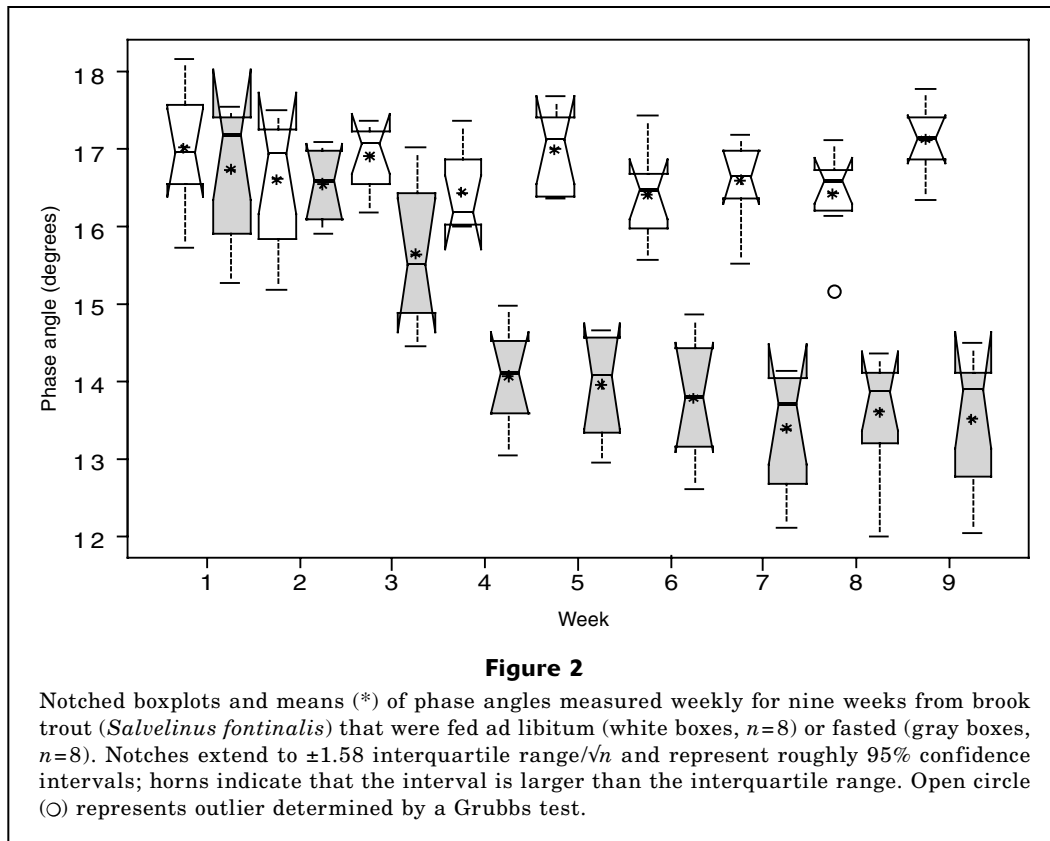 18
17
16
15
14
13
12
Phase angle (degrees)
1 2 3 4 5 6 7 8 9
Week
Figure 2
Notched boxplots and means (*) of phase angles measured weekly for nine weeks from brook
trout (Salvelinus fontinalis) that were fed ad libitum (white boxes, n=8) or fasted (gray boxes,
n=8). Notches extend to ±1.58 interquartile range/√n and represent roughly 95% confidence
intervals; horns indicate that the interval is larger than the interquartile range. Open circle
(○) represents outlier determined by a Grubbs test.